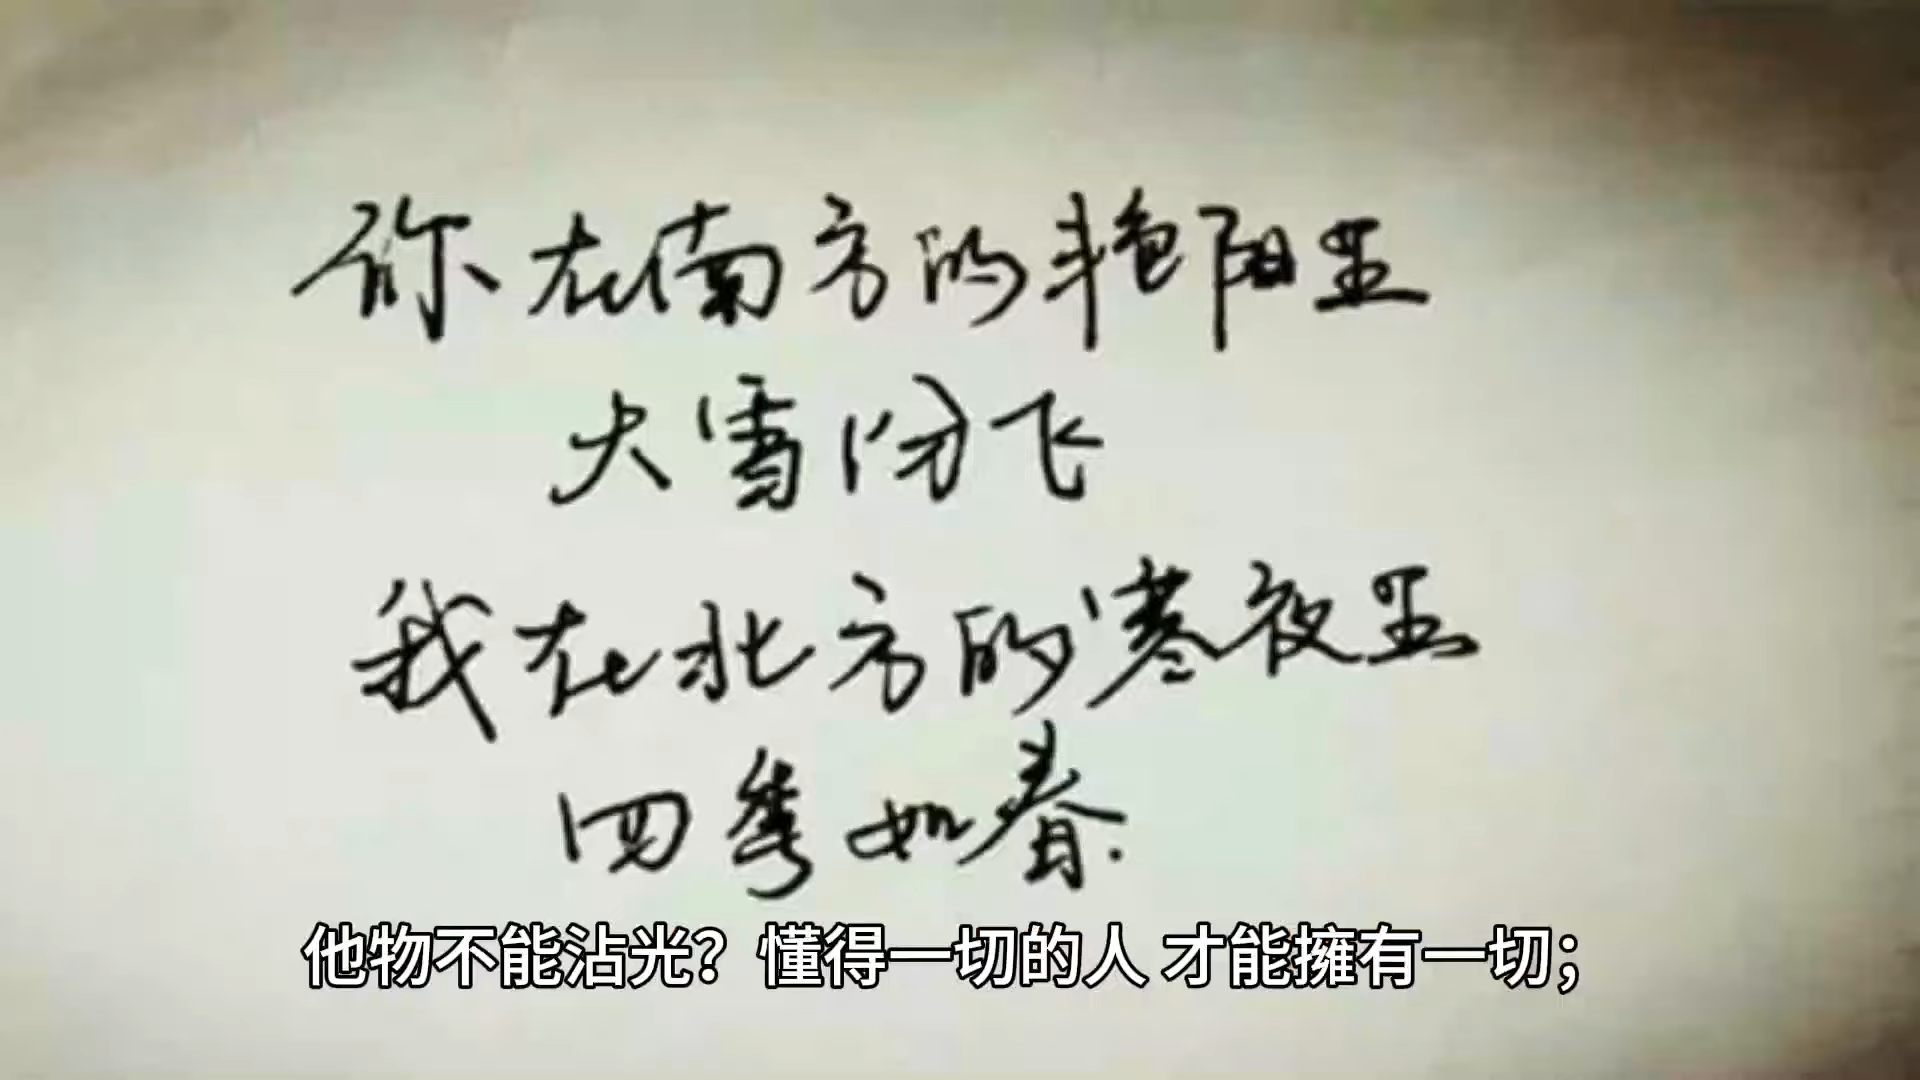 你在南方的艳阳里
大雪纷飞
我在北方的寒夜里
四季如春.
他物不能沾光？懂得一切的人 才能擁有一切；